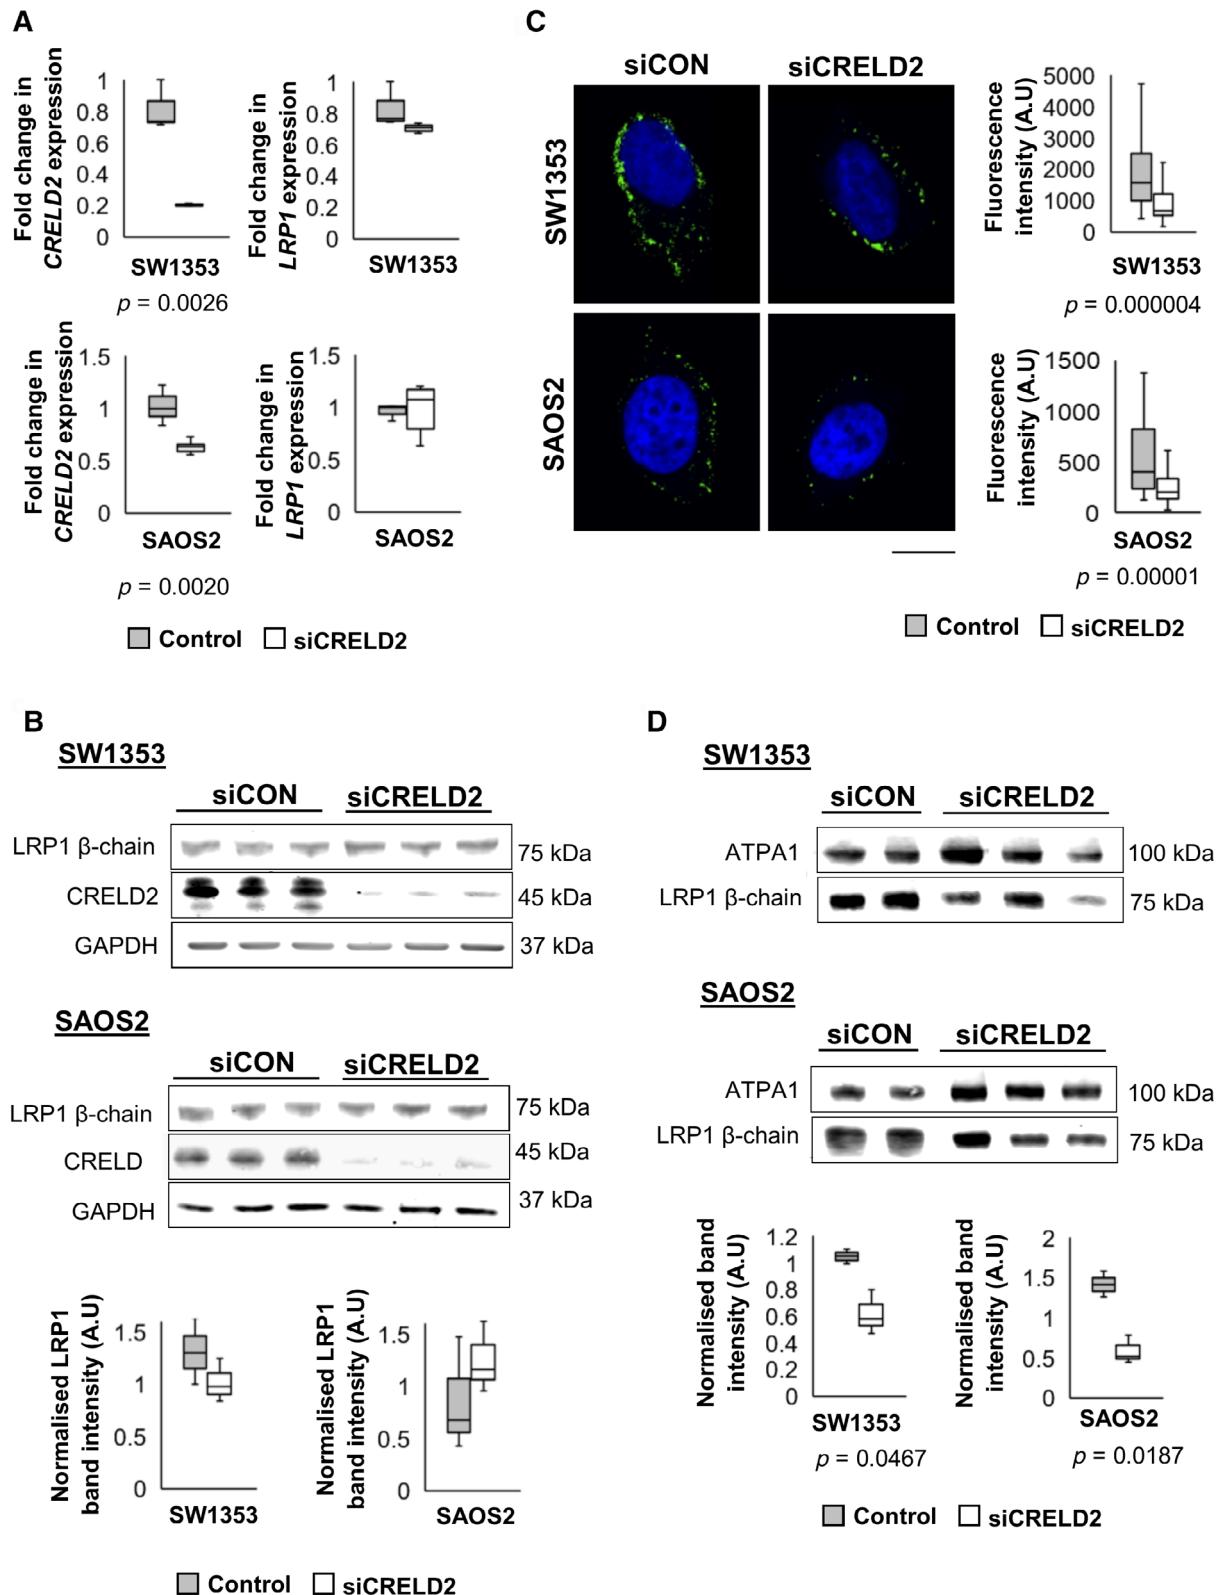 A
Fold change in
CRELD2 expression
1
0.8
0.6
0.4
0.2
0
SW1353
p = 0.0026
Fold change in
LRP1 expression
1
0.8
0.6
0.4
0.2
0
SW1353
Fold change in
CRELD2 expression
1.5
1
0.5
0
SAOS2
p = 0.0020
Fold change in
LRP1 expression
1.5
1
0.5
0
SAOS2
Control siCRELD2
C
siCON siCRELD2
SW1353
SAOS2
Fluorescence
intensity (A.U)
5000
4000
3000
2000
1000
0
SW1353
p = 0.000004
Fluorescence
intensity (A.U)
1500
1000
500
0
SAOS2
p = 0.00001
Control siCRELD2
B
SW1353
siCON siCRELD2
LRP1 β-chain 75 kDa
CRELD2 45 kDa
GAPDH 37 kDa
SAOS2
siCON siCRELD2
LRP1 β-chain 75 kDa
CRELD 45 kDa
GAPDH 37 kDa
Normalised LRP1
band intensity (A.U)
1.5
1
0.5
0
SW1353
Normalised LRP1
band intensity (A.U)
1.5
1
0.5
0
SAOS2
Control siCRELD2
D
SW1353
siCON siCRELD2
ATPA1 100 kDa
LRP1 β-chain 75 kDa
SAOS2
siCON siCRELD2
ATPA1 100 kDa
LRP1 β-chain 75 kDa
Normalised band
intensity (A.U)
1.2
1
0.8
0.6
0.4
0.2
0
SW1353
p = 0.0467
Normalised band
intensity (A.U)
2
1.5
1
0.5
0
SAOS2
p = 0.0187
Control siCRELD2